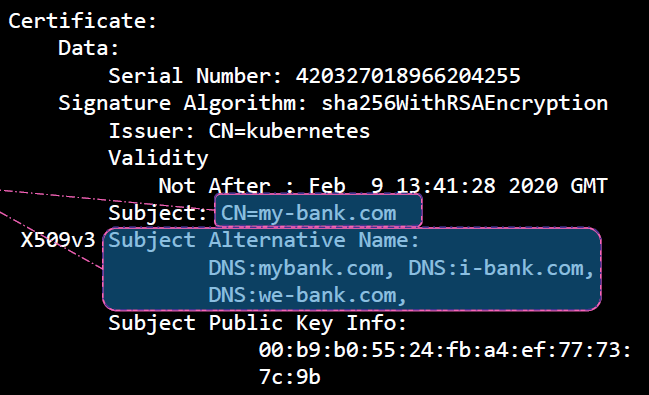 Certificate:
Data:
Serial Number: 420327018966204255
Signature Algorithm: sha256WithRSAEncryption
Issuer: CN=kubernetes
Validity
Not After : Feb  9 13:41:28 2020 GMT
Subject: CN=my-bank.com
X509v3 Subject Alternative Name:
DNS:mybank.com, DNS:i-bank.com,
DNS:we-bank.com,
Subject Public Key Info:
00:b9:b0:55:24:fb:a4:ef:77:73:
7c:9b